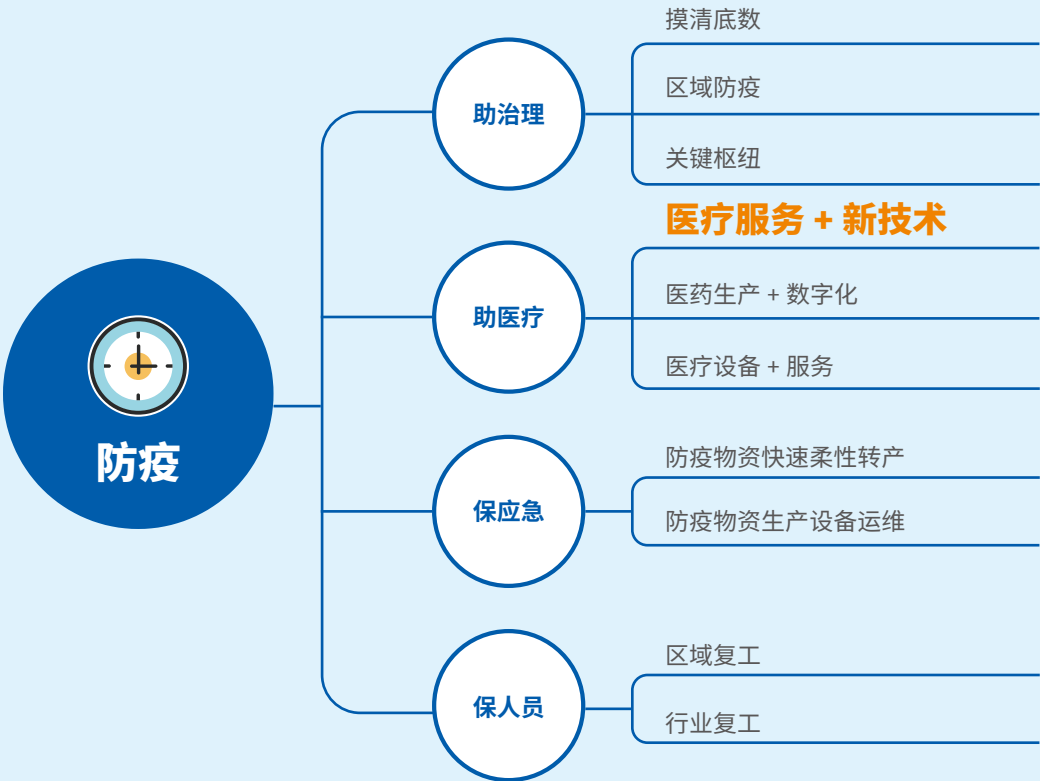 防疫
助治理
摸清底数
区域防疫
关键枢纽
助医疗
医疗服务 + 新技术
医药生产 + 数字化
医疗设备 + 服务
保应急
防疫物资快速柔性转产
防疫物资生产设备运维
保人员
区域复工
行业复工